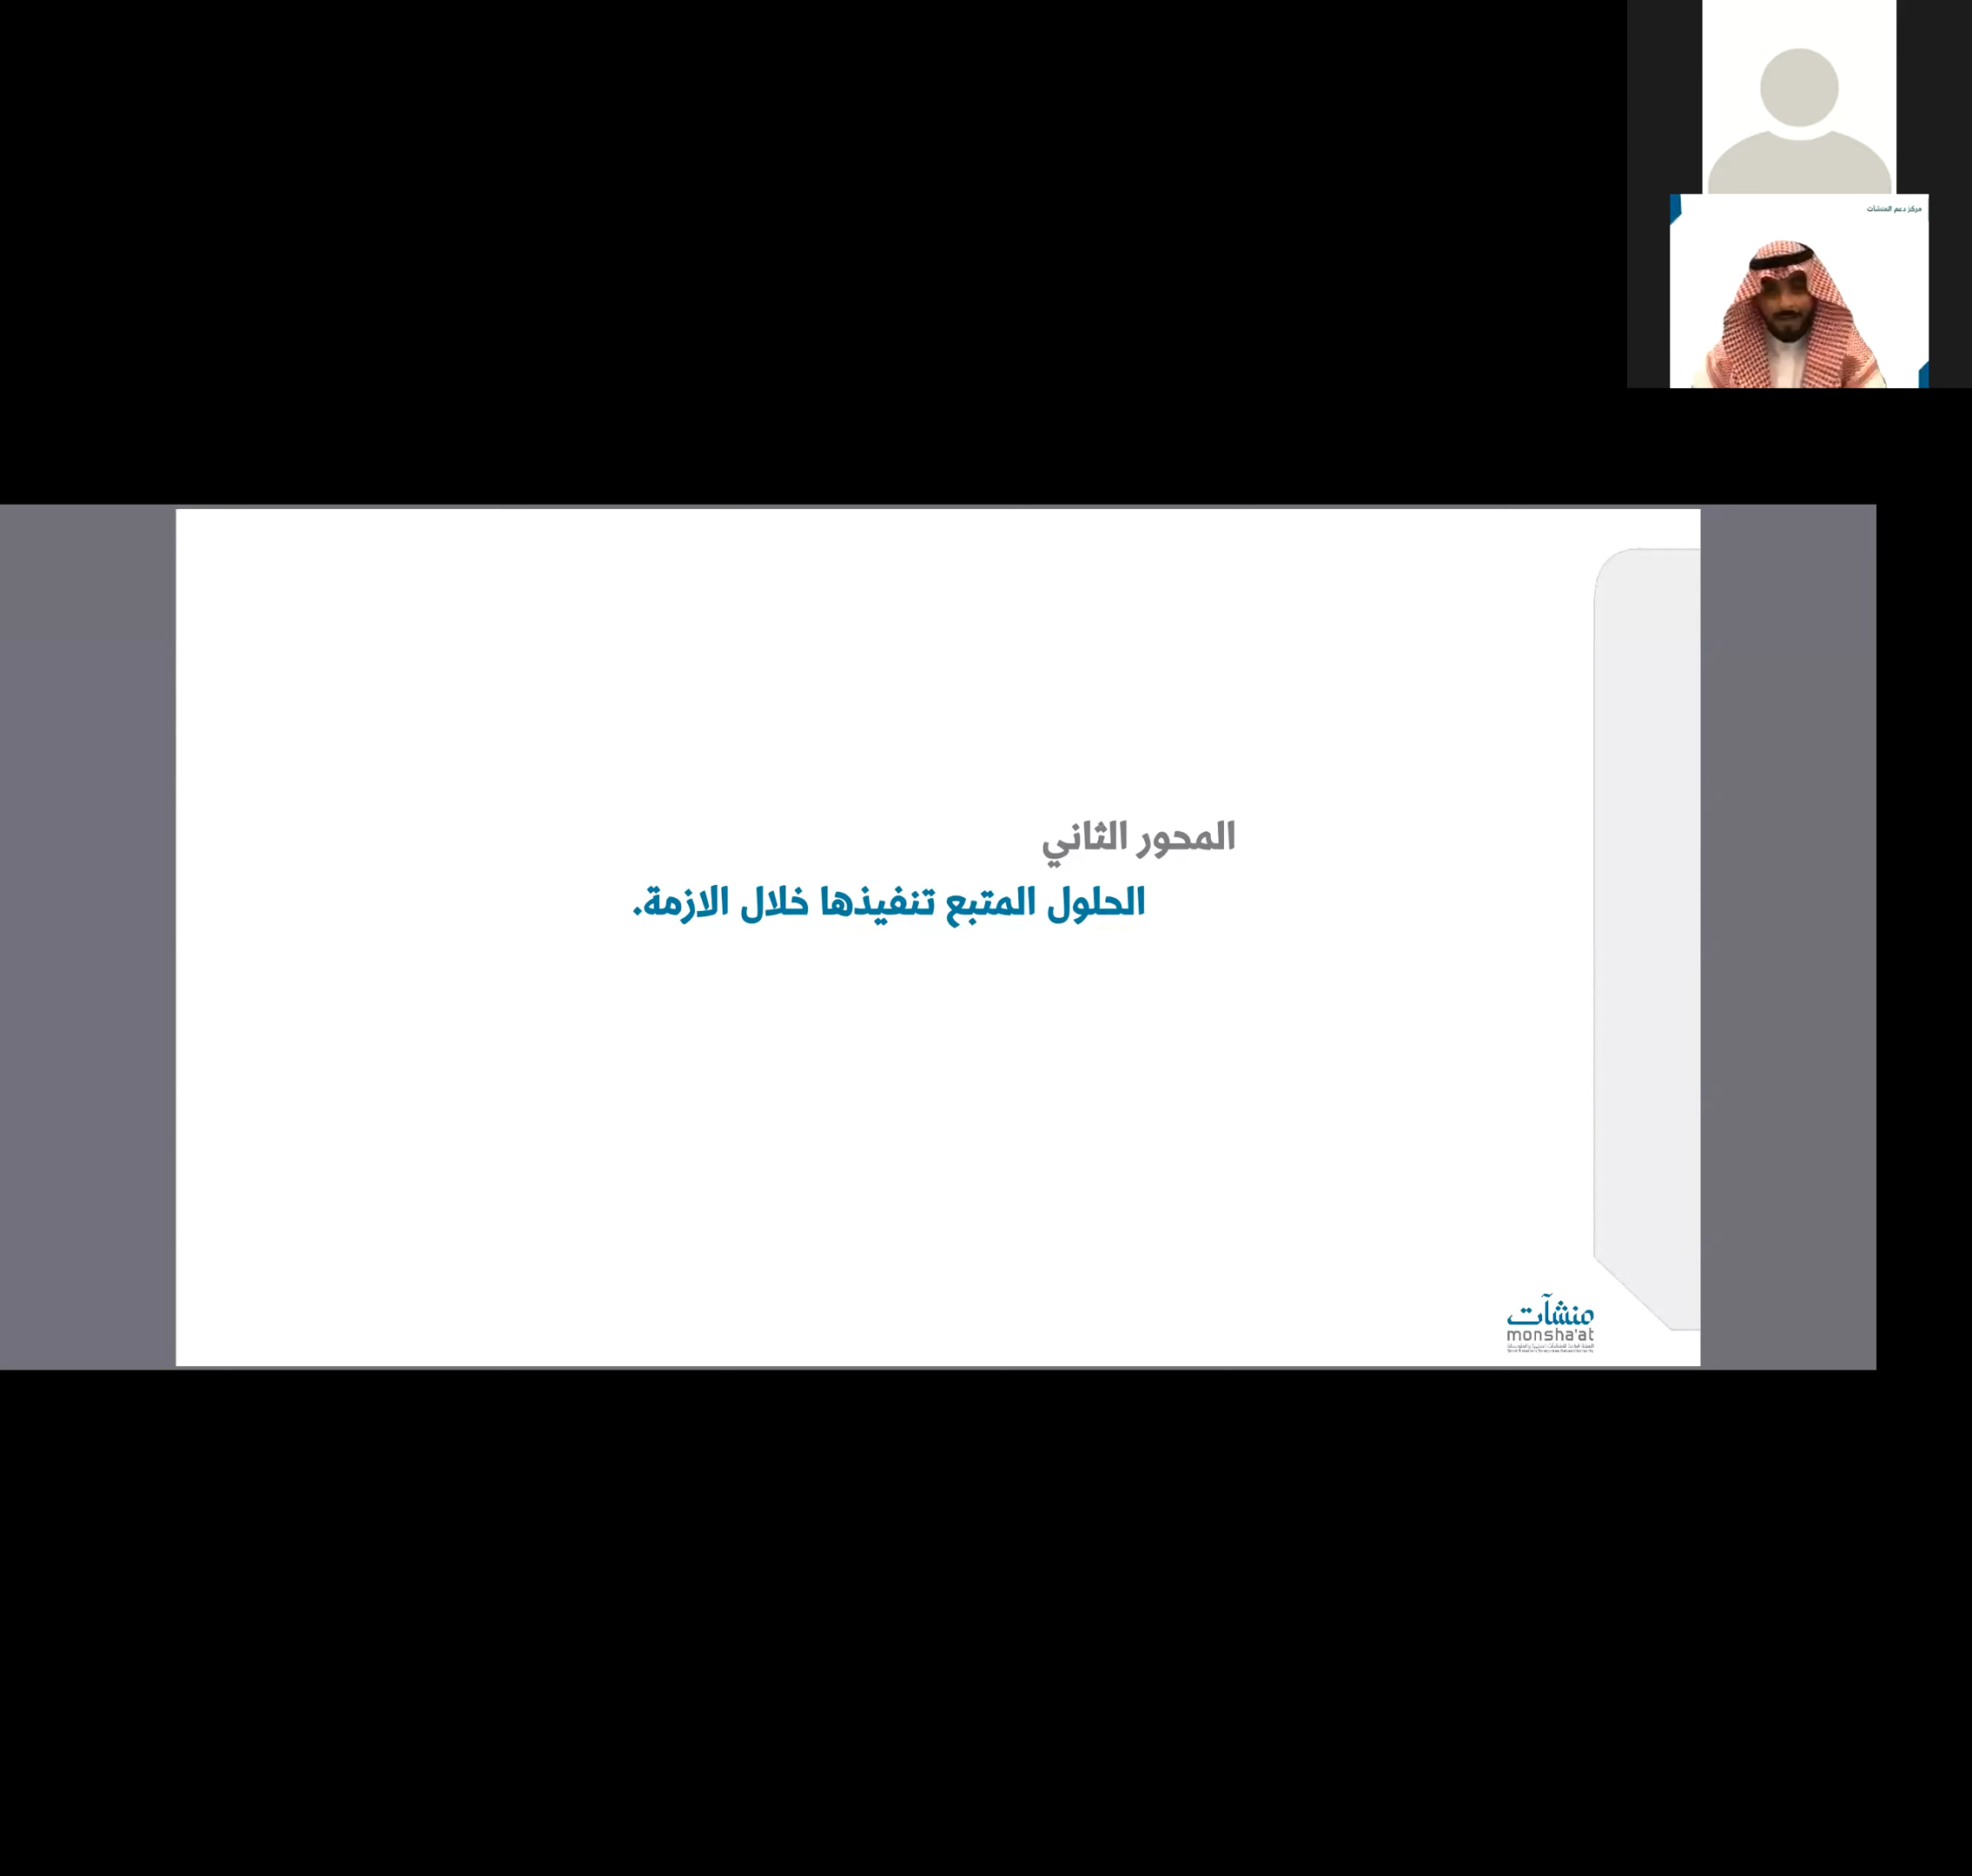 مركز دعم المنشآت
المحور الثاني
الحلول المتبع تنفيذها خلال الازمة.
منشآت
monsha'at